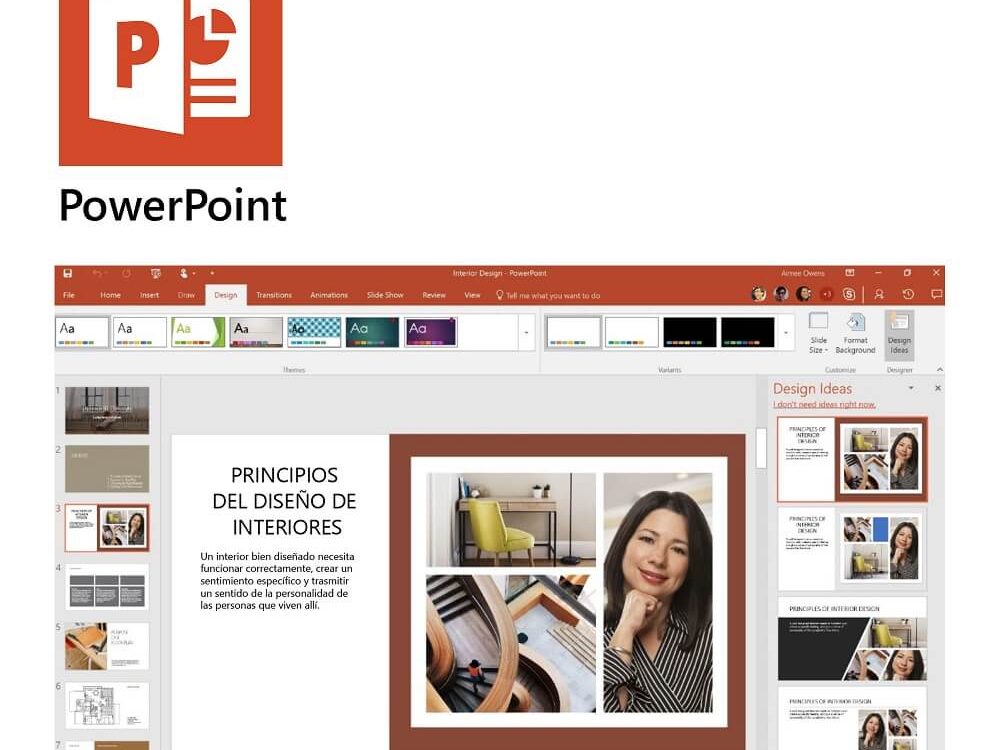 P
PowerPoint
Interior Design - PowerPoint
Aimee Owens
File Home Insert Draw Design Transitions Animations Slide Show Review View Tell me what you want to do
+3
Aa Aa Aa Aa Aa Aa Aa
Slide Size
Format Background
Design Ideas
Themes
Variants
Customize
Designer
Design Ideas
I don't need ideas right now.
1
2
3
4
5
6
7
PRINCIPIOS
DEL DISEÑO DE
INTERIORES
Un interior bien diseñado necesita
funcionar correctamente, crear un
sentimiento específico y trasmitir
un sentido de la personalidad de
las personas que viven allí.
PRINCIPLES OF
INTERIOR
DESIGN
PRINCIPLES OF
INTERIOR
DESIGN
PRINCIPLES OF INTERIOR DESIGN
PRINCIPLES OF INTERIOR DESIGN